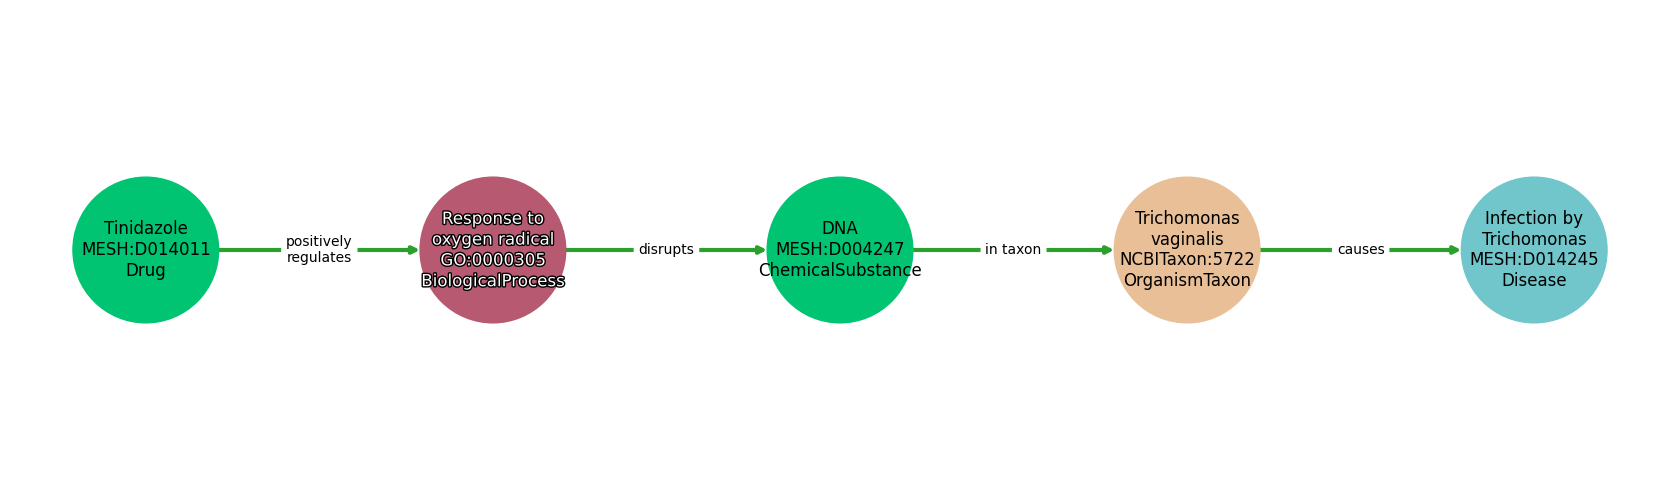 Tinidazole
MESH:D014011
Drug
positively
regulates
Response to
oxygen radical
GO:0000305
BiologicalProcess
disrupts
DNA
MESH:D004247
ChemicalSubstance
in taxon
Trichomonas
vaginalis
NCBITaxon:5722
OrganismTaxon
causes
Infection by
Trichomonas
MESH:D014245
Disease